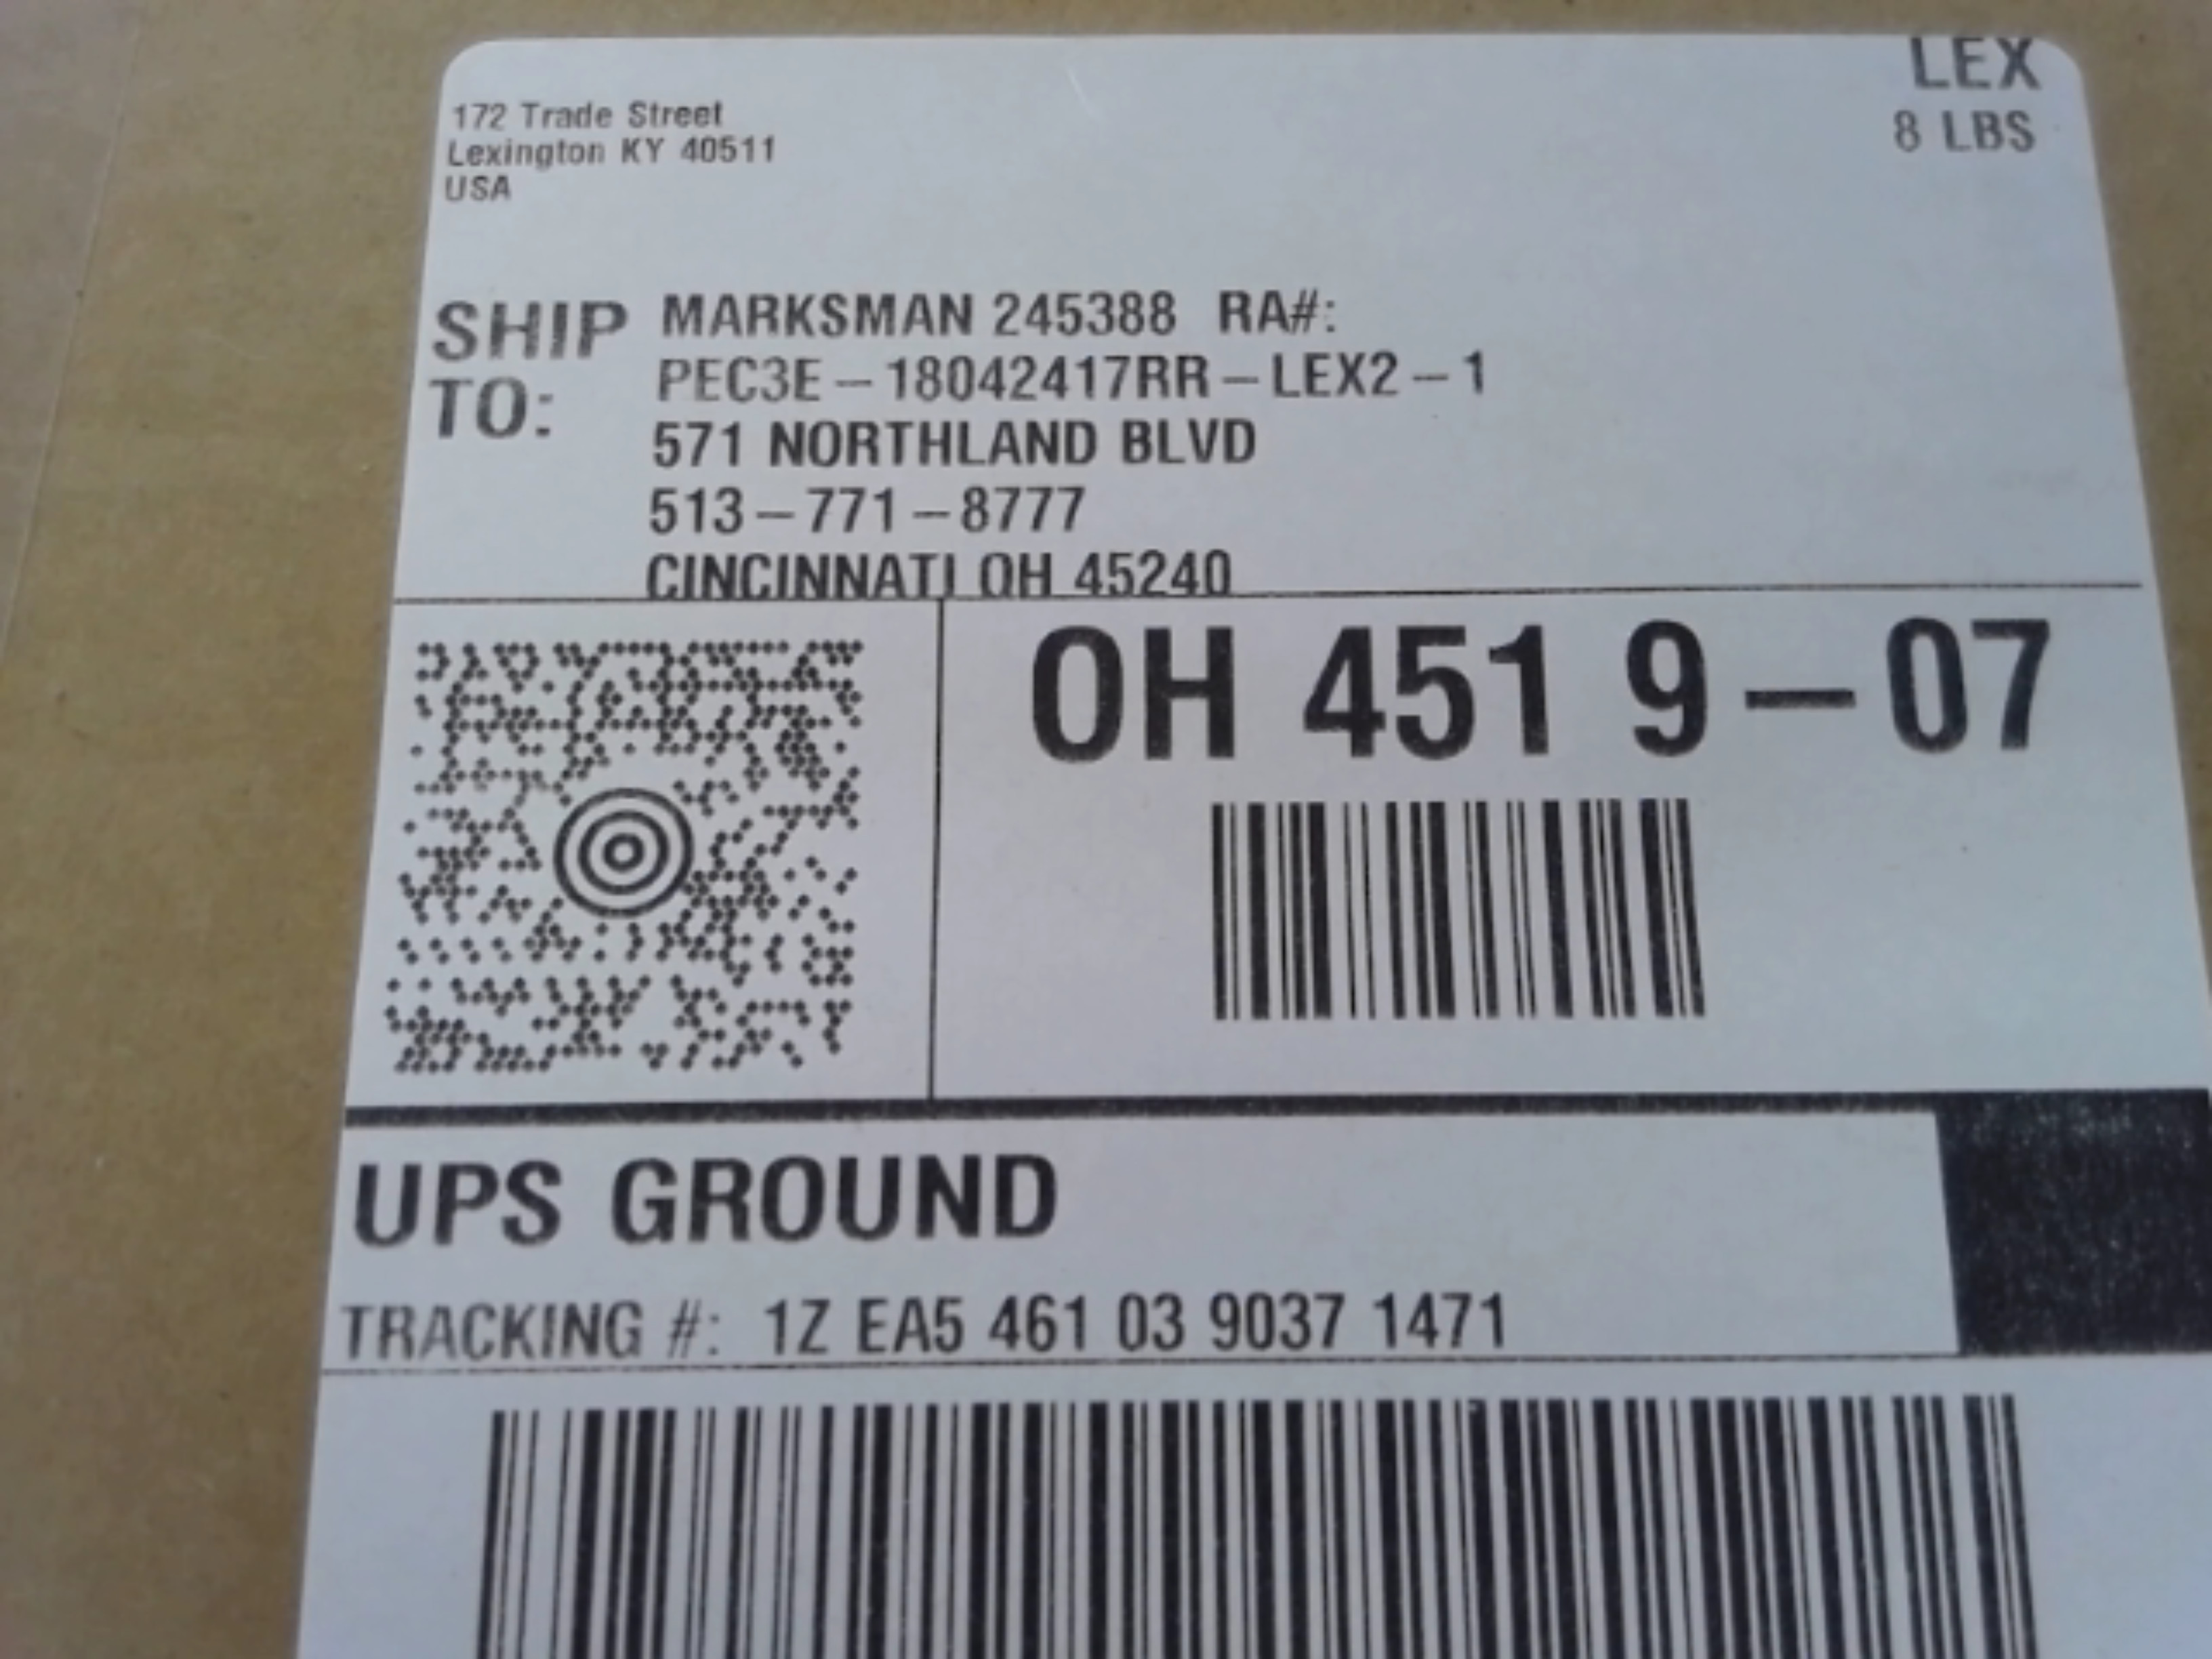 LEX
172 Trade Street
8 LBS
Lexington KY 40511
USA
SHIP TO:
MARKSMAN 245388 RA#:
PEC3E-18042417RR-LEX2-1
571 NORTHLAND BLVD
513-771-8777
CINCINNATI OH 45240
OH 451 9-07
UPS GROUND
TRACKING #: 1Z EA5 461 03 9037 1471